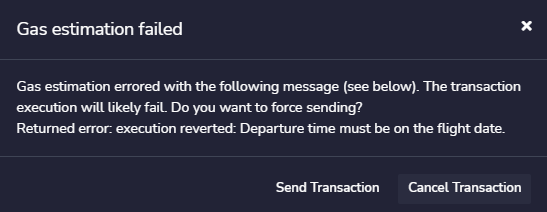 Gas estimation failed
Gas estimation errored with the following message (see below). The transaction
execution will likely fail. Do you want to force sending?
Returned error: execution reverted: Departure time must be on the flight date.
Send Transaction
Cancel Transaction